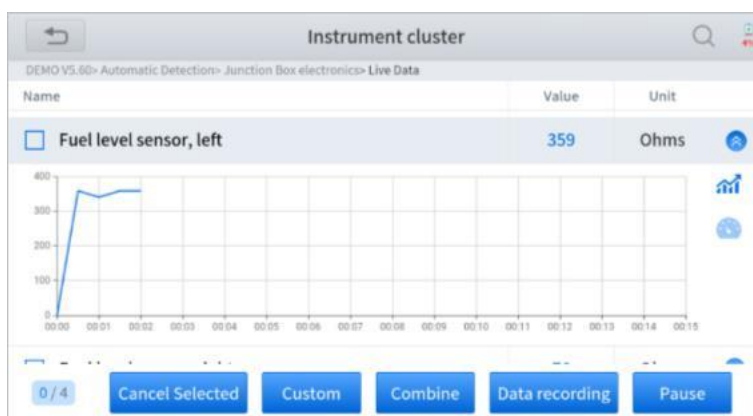 Instrument cluster
DEMO V5.60> Automatic Detection> Junction Box electronics> Live Data
Name Value Unit
Fuel level sensor, left 359 Ohms
400
300
200
100
0
00:00 00:01 00:02 00:03 00:04 00:05 00:06 00:07 00:08 00:09 00:10 00:11 00:12 00:13 00:14 00:15
0 / 4 Cancel Selected Custom Combine Data recording Pause